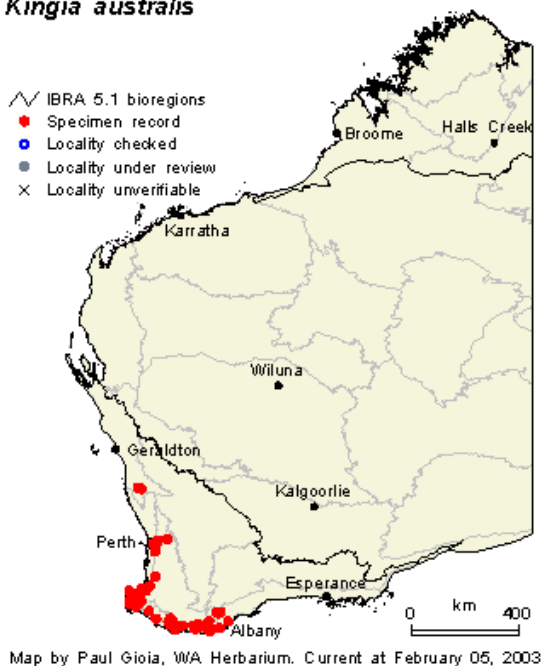 Kingia australis
IBRA 5.1 bioregions
Specimen record
Locality checked
Locality under review
Locality unverifiable
Broome
Halls Creek
Karratha
Wiluna
Geraldton
Kalgoorlie
Perth
Esperance
Albany
0 km 400
Map by Paul Gioia, WA Herbarium. Current at February 05, 2003